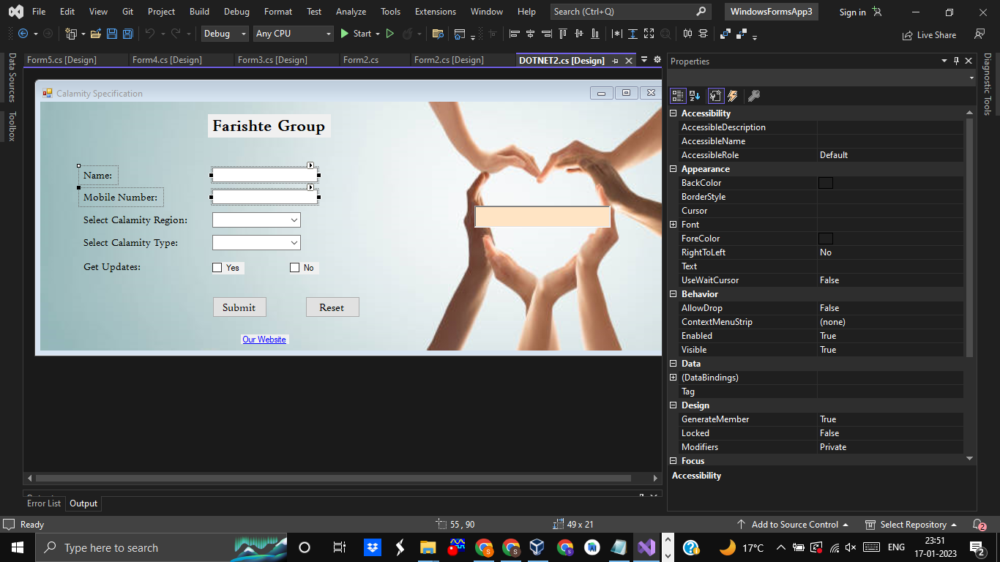 File Edit View Git Project Build Debug Format Test Analyze Tools Extensions Window Help Search (Ctrl+Q) WindowsFormsApp3 Sign in
Debug Any CPU Start Live Share
Data Sources
Toolbox
Form5.cs [Design] Form4.cs [Design] Form3.cs [Design] Form2.cs Form2.cs [Design] DOTNET2.cs [Design]
Calamity Specification
Farishte Group
Name:
Mobile Number:
Select Calamity Region:
Select Calamity Type:
Get Updates: Yes No
Submit Reset
Our Website
Properties
Accessibility
AccessibleDescription
AccessibleName
AccessibleRole Default
Appearance
BackColor
BorderStyle
Cursor
Font
ForeColor
RightToLeft No
Text
UseWaitCursor False
Behavior
AllowDrop False
ContextMenuStrip (none)
Enabled True
Visible True
Data
(DataBindings)
Tag
Design
GenerateMember True
Locked False
Modifiers Private
Focus
Accessibility
Diagnostic Tools
Error List Output
Ready 55 , 90 49 x 21 Add to Source Control Select Repository 2
Type here to search 17°C ENG 23:51
17-01-2023 2